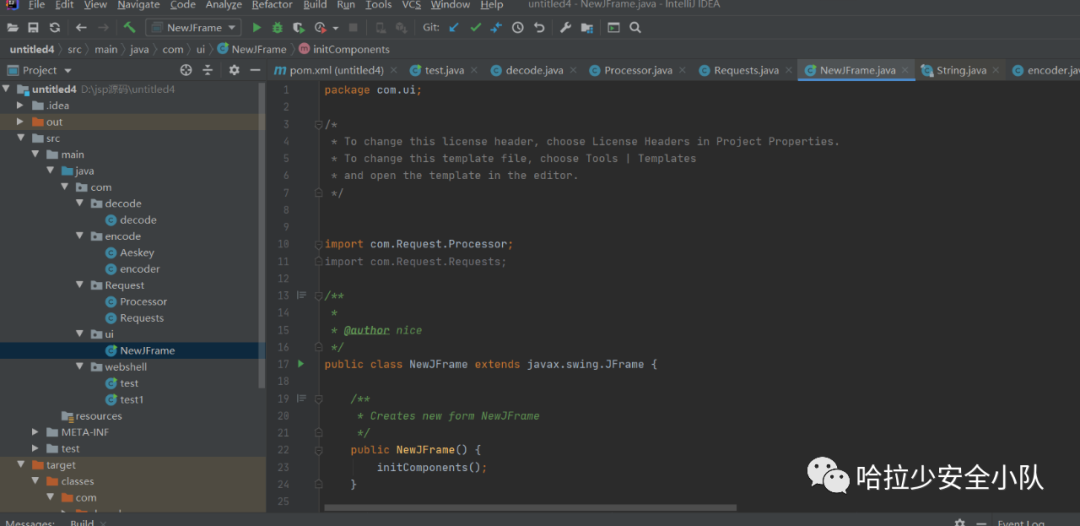 File Edit View Navigate Code Analyze Refactor Build Run Tools VCS Window Help untitled4 - NewJFrame.java - IntelliJ IDEA
NewJFrame Git:
untitled4 src main java com ui NewJFrame initComponents
Project pom.xml (untitled4) test.java decode.java Processor.java Requests.java NewJFrame.java String.java encoder.java
untitled4 D:\jsp源码\untitled4
.idea
out
src
main
java
com
decode
decode
encode
Aeskey
encoder
Request
Processor
Requests
ui
NewJFrame
webshell
test
test1
resources
META-INF
test
target
classes
com
1 package com.ui;
2
3 /*
4 * To change this license header, choose License Headers in Project Properties.
5 * To change this template file, choose Tools | Templates
6 * and open the template in the editor.
7 */
8
9
10 import com.Request.Processor;
11 import com.Request.Requests;
12
13 /**
14 *
15 * @author nice
16 */
17 public class NewJFrame extends javax.swing.JFrame {
18
19 /**
20 * Creates new form NewJFrame
21 */
22 public NewJFrame() {
23 initComponents();
24 }
25
哈拉少安全小队
Messages: Build Event Log